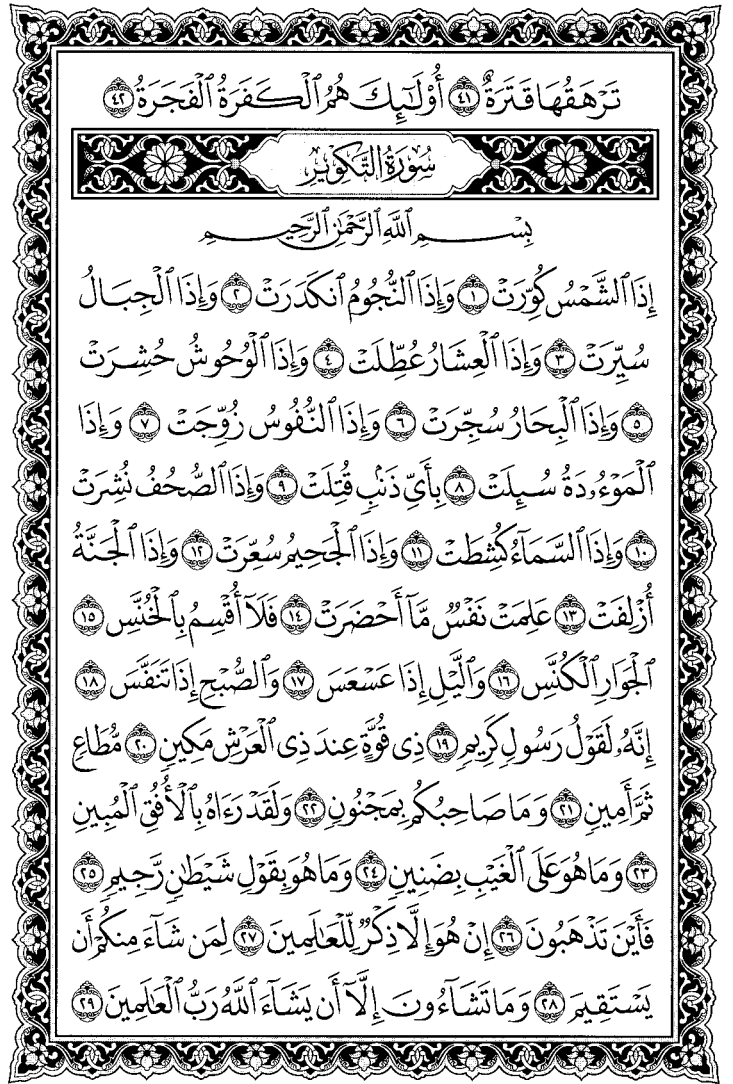 تَرْهَقُهَا قَتَرَةٌ ٤١ أُوْلَٰٓئِكَ هُمُ ٱلْكَفَرَةُ ٱلْفَجَرَةُ ٤٢
سُورَةُ التَّكْوِيرِ
بِسْمِ ٱللَّهِ ٱلرَّحْمَٰنِ ٱلرَّحِيمِ
إِذَا ٱلشَّمْسُ كُوِّرَتْ ١ وَإِذَا ٱلنُّجُومُ ٱنكَدَرَتْ ٢ وَإِذَا ٱلْجِبَالُ
سُيِّرَتْ ٣ وَإِذَا ٱلْعِشَارُ عُطِّلَتْ ٤ وَإِذَا ٱلْوُحُوشُ حُشِرَتْ
٥ وَإِذَا ٱلْبِحَارُ سُجِّرَتْ ٦ وَإِذَا ٱلنُّفُوسُ زُوِّجَتْ ٧ وَإِذَا
ٱلْمَوْءُۥدَةُ سُئِلَتْ ٨ بِأَىِّ ذَنۢبٍ قُتِلَتْ ٩ وَإِذَا ٱلصُّحُفُ نُشِرَتْ
١٠ وَإِذَا ٱلسَّمَآءُ كُشِطَتْ ١١ وَإِذَا ٱلْجَحِيمُ سُعِّرَتْ ١٢ وَإِذَا ٱلْجَنَّةُ
أُزْلِفَتْ ١٣ عَلِمَتْ نَفْسٌ مَّآ أَحْضَرَتْ ١٤ فَلَآ أُقْسِمُ بِٱلْخُنَّسِ ١٥
ٱلْجَوَارِ ٱلْكُنَّسِ ١٦ وَٱلَّيْلِ إِذَا عَسْعَسَ ١٧ وَٱلصُّبْحِ إِذَا تَنَفَّسَ ١٨
إِنَّهُۥ لَقَوْلُ رَسُولٍ كَرِيمٍ ١٩ ذِى قُوَّةٍ عِندَ ذِى ٱلْعَرْشِ مَكِينٍ ٢٠ مُّطَاعٍ
ثَمَّ أَمِينٍ ٢١ وَمَا صَاحِبُكُم بِمَجْنُونٍ ٢٢ وَلَقَدْ رَءَاهُ بِٱلْأُفُقِ ٱلْمُبِينِ
٢٣ وَمَا هُوَ عَلَى ٱلْغَيْبِ بِضَنِينٍ ٢٤ وَمَا هُوَ بِقَوْلِ شَيْطَٰنٍ رَّجِيمٍ ٢٥
فَأَيْنَ تَذْهَبُونَ ٢٦ إِنْ هُوَ إِلَّا ذِكْرٌ لِّلْعَٰلَمِينَ ٢٧ لِمَن شَآءَ مِنكُمْ أَن
يَسْتَقِيمَ ٢٨ وَمَا تَشَآءُونَ إِلَّآ أَن يَشَآءَ ٱللَّهُ رَبُّ ٱلْعَٰلَمِينَ ٢٩